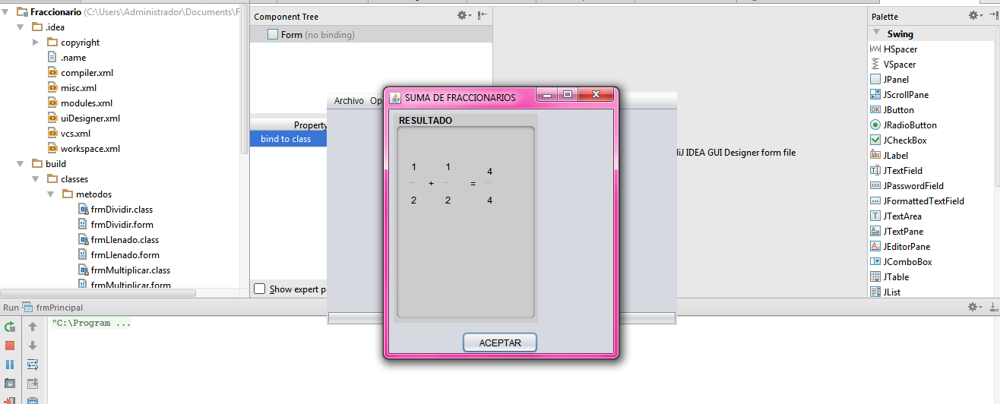 Fraccionario (C:\Users\Administrador\Documents\F
.idea
copyright
.name
compiler.xml
misc.xml
modules.xml
uiDesigner.xml
vcs.xml
workspace.xml
build
classes
metodos
frmDividir.class
frmDividir.form
frmLlenado.class
frmLlenado.form
frmMultiplicar.class
frmMultiplicar.form
Component Tree
Form (no binding)
Property
bind to class
Show expert p
Archivo Op
SUMA DE FRACCIONARIOS
RESULTADO
1 1 4
+ =
2 2 4
ACEPTAR
liJ IDEA GUI Designer form file
Palette
Swing
HSpacer
VSpacer
JPanel
JScrollPane
JButton
JRadioButton
JCheckBox
JLabel
JTextField
JPasswordField
JFormattedTextField
JTextArea
JTextPane
JEditorPane
JComboBox
JTable
JList
Run frmPrincipal
"C:\Program ...